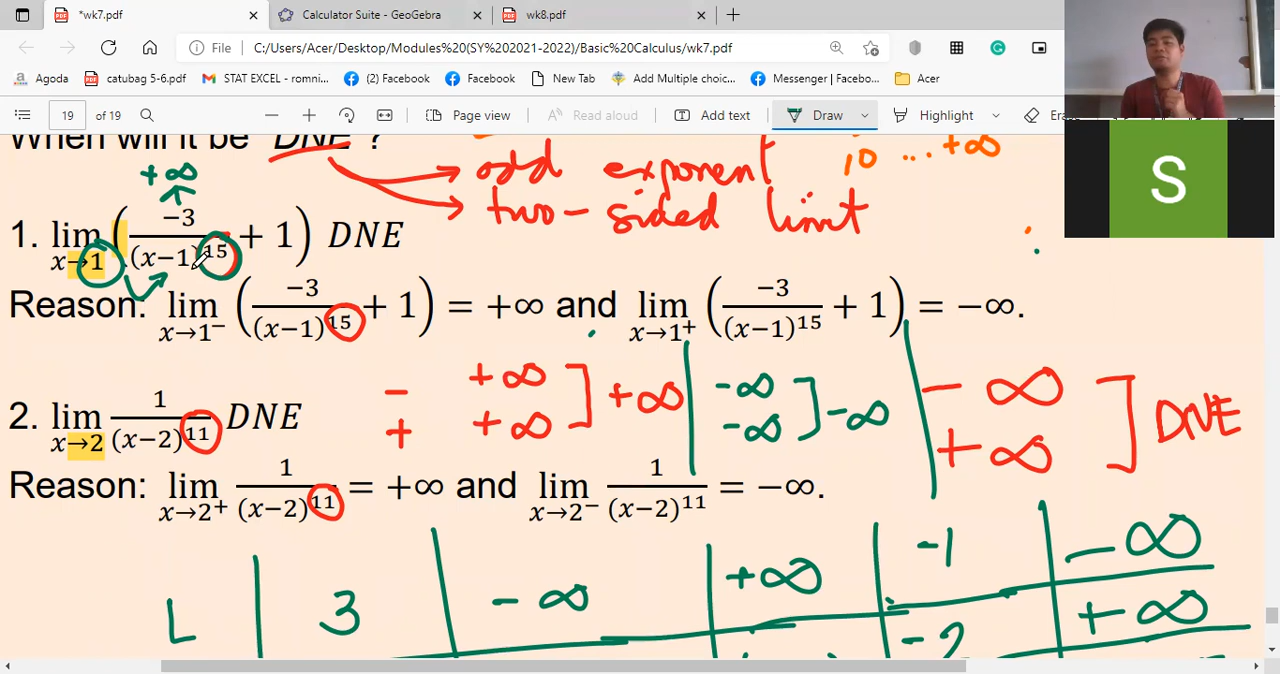 *wk7.pdf
Calculator Suite - GeoGebra
wk8.pdf
File C:/Users/Acer/Desktop/Modules%20(SY%202021-2022)/Basic%20Calculus/wk7.pdf
Agoda catubag 5-6.pdf STAT EXCEL - romni... (2) Facebook Facebook New Tab Add Multiple choic... Messenger | Facebo... Acer
19 of 19 Page view Read aloud Add text Draw Highlight
When will it be "DNE"?
odd exponent
10 ... +∞
two-sided limit
+∞
1. lim x→1 (−3/(x−1)^15 + 1) DNE
Reason: lim x→1⁻ (−3/(x−1)^15 + 1) = +∞ and lim x→1⁺ (−3/(x−1)^15 + 1) = −∞.
- +∞ ] +∞ -∞ ] -∞ - ∞ ] DNE
+ +∞ -∞ + ∞
2. lim x→2 1/(x−2)^11 DNE
Reason: lim x→2⁺ 1/(x−2)^11 = +∞ and lim x→2⁻ 1/(x−2)^11 = −∞.
L 3 - ∞ +∞ -1 - ∞
-2 + ∞
S